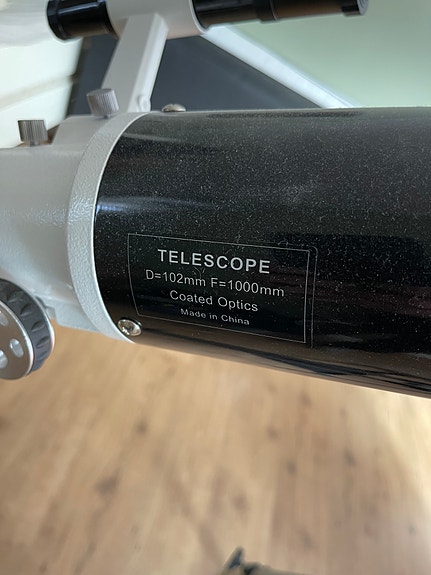 TELESCOPE
D=102mm F=1000mm
Coated Optics
Made in China